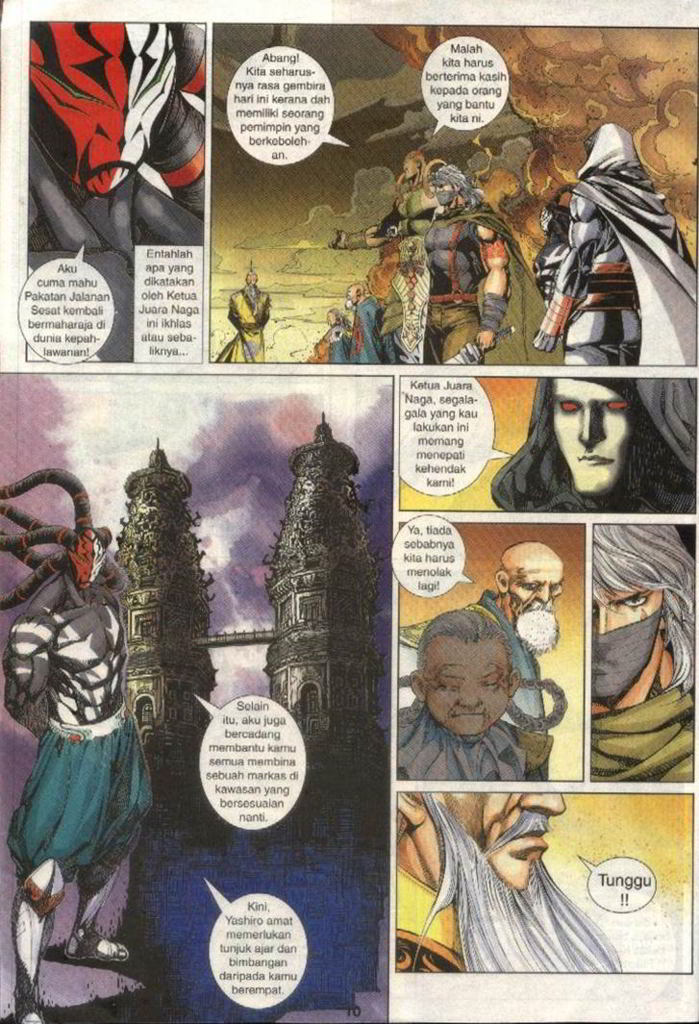 Aku
cuma mahu
Pakatan Jalanan
Sesat kembali
bermaharaja di
dunia kepah-
lawanan!
Entahlah
apa yang
dikatakan
oleh Ketua
Juara Naga
ini ikhlas
atau seba-
liknya...
Abang!
Kita seharus-
nya rasa gembira
hari ini kerana dah
memiliki seorang
pemimpin yang
berkeboleh-
an.
Malah
kita harus
berterima kasih
kepada orang
yang bantu
kita ni.
Selain
itu, aku juga
bercadang
membantu kamu
semua membina
sebuah markas di
kawasan yang
bersesuaian
nanti.
Kini,
Yashiro amat
memerlukan
tunjuk ajar dan
bimbangan
daripada kamu
berempat.
Ketua Juara
Naga, segala-
gala yang kau
lakukan ini
memang
menepati
kehendak
kami!
Ya, tiada
sebabnya
kita harus
menolak
lagi!
Tunggu
!!
10